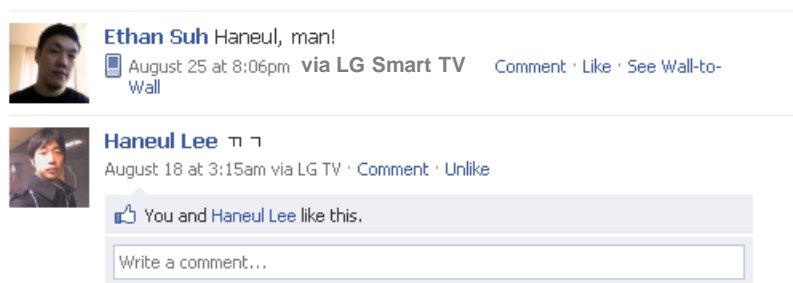 Ethan Suh Haneul, man!
August 25 at 8:06pm via LG Smart TV Comment · Like · See Wall-to-
Wall
Haneul Lee ㄲㄱ
August 18 at 3:15am via LG TV · Comment · Unlike
You and Haneul Lee like this.
Write a comment...